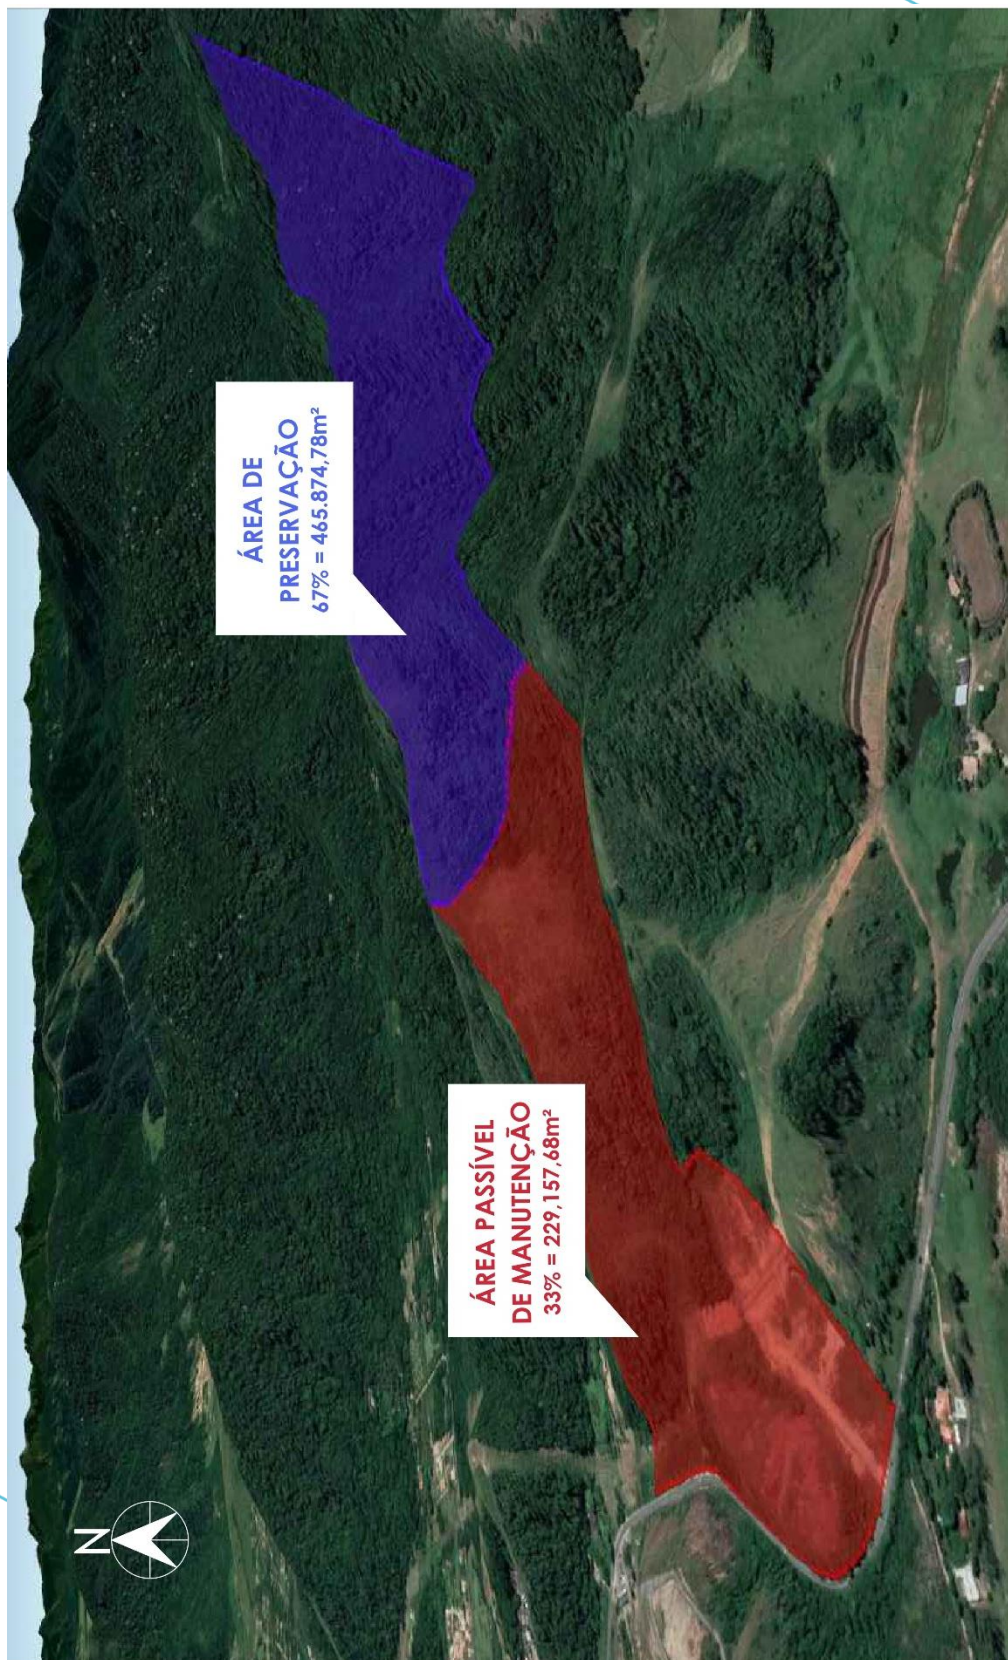 ÁREA DE
PRESERVAÇÃO
67% = 465.874,78m²
ÁREA PASSÍVEL
DE MANUTENÇÃO
33% = 229,157,68m²
N